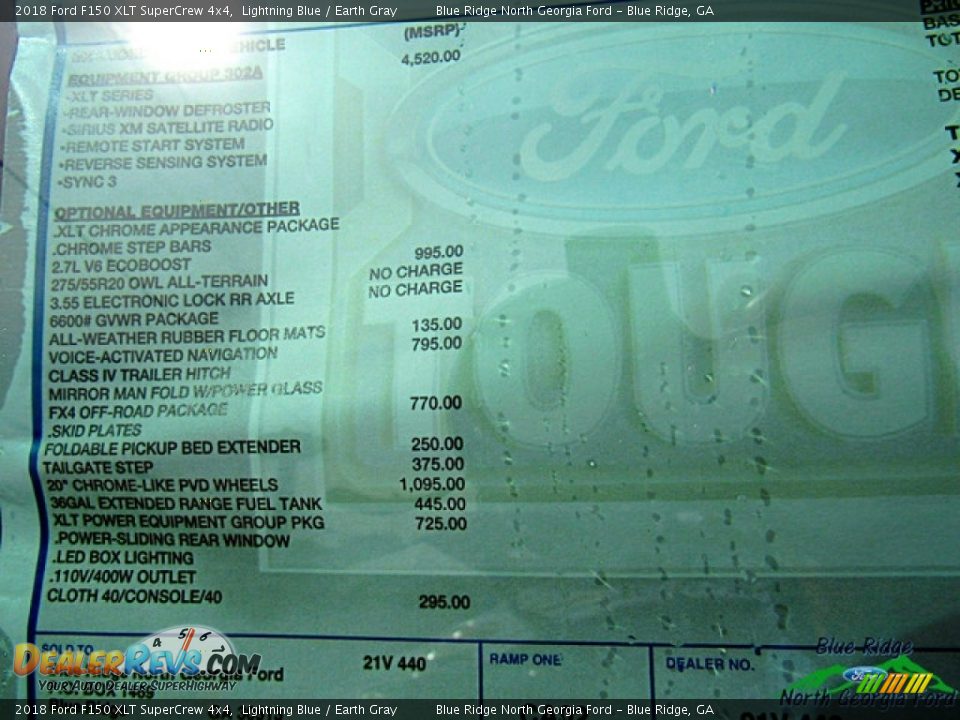 2018 Ford F150 XLT SuperCrew 4x4, Lightning Blue / Earth Gray Blue Ridge North Georgia Ford - Blue Ridge, GA
(MSRP)
VEHICLE 4,520.00
EQUIPMENT GROUP 302A
•XLT SERIES
•REAR-WINDOW DEFROSTER
•SIRIUS XM SATELLITE RADIO
•REMOTE START SYSTEM
•REVERSE SENSING SYSTEM
•SYNC 3
OPTIONAL EQUIPMENT/OTHER
.XLT CHROME APPEARANCE PACKAGE
.CHROME STEP BARS
2.7L V6 ECOBOOST 995.00
275/55R20 OWL ALL-TERRAIN NO CHARGE
3.55 ELECTRONIC LOCK RR AXLE NO CHARGE
6600# GVWR PACKAGE
ALL-WEATHER RUBBER FLOOR MATS 135.00
VOICE-ACTIVATED NAVIGATION 795.00
CLASS IV TRAILER HITCH
MIRROR MAN FOLD W/POWER GLASS
FX4 OFF-ROAD PACKAGE 770.00
.SKID PLATES
FOLDABLE PICKUP BED EXTENDER 250.00
TAILGATE STEP 375.00
20" CHROME-LIKE PVD WHEELS 1,095.00
36GAL EXTENDED RANGE FUEL TANK 445.00
XLT POWER EQUIPMENT GROUP PKG 725.00
.POWER-SLIDING REAR WINDOW
.LED BOX LIGHTING
.110V/400W OUTLET
CLOTH 40/CONSOLE/40 295.00
Ford
TOUG
SOLD TO
21V 440
RAMP ONE
DEALER NO.
North Georgia Ford
DealerRevs.com
Your Auto Dealer SuperHighway
4 5 6
Blue Ridge
Ford
North Georgia Ford
2018 Ford F150 XLT SuperCrew 4x4, Lightning Blue / Earth Gray Blue Ridge North Georgia Ford - Blue Ridge, GA